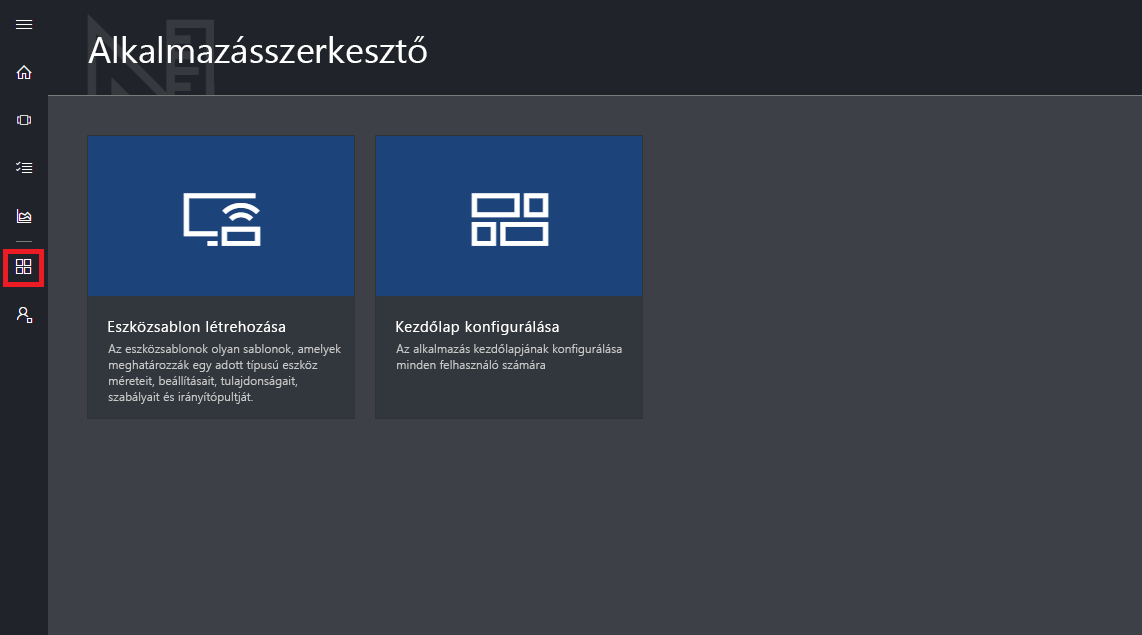 Alkalmazásszerkesztő
Eszközsablon létrehozása
Az eszközsablonok olyan sablonok, amelyek
meghatározzák egy adott típusú eszköz
méreteit, beállításait, tulajdonságait,
szabályait és irányítópultját.
Kezdőlap konfigurálása
Az alkalmazás kezdőlapjának konfigurálása
minden felhasználó számára